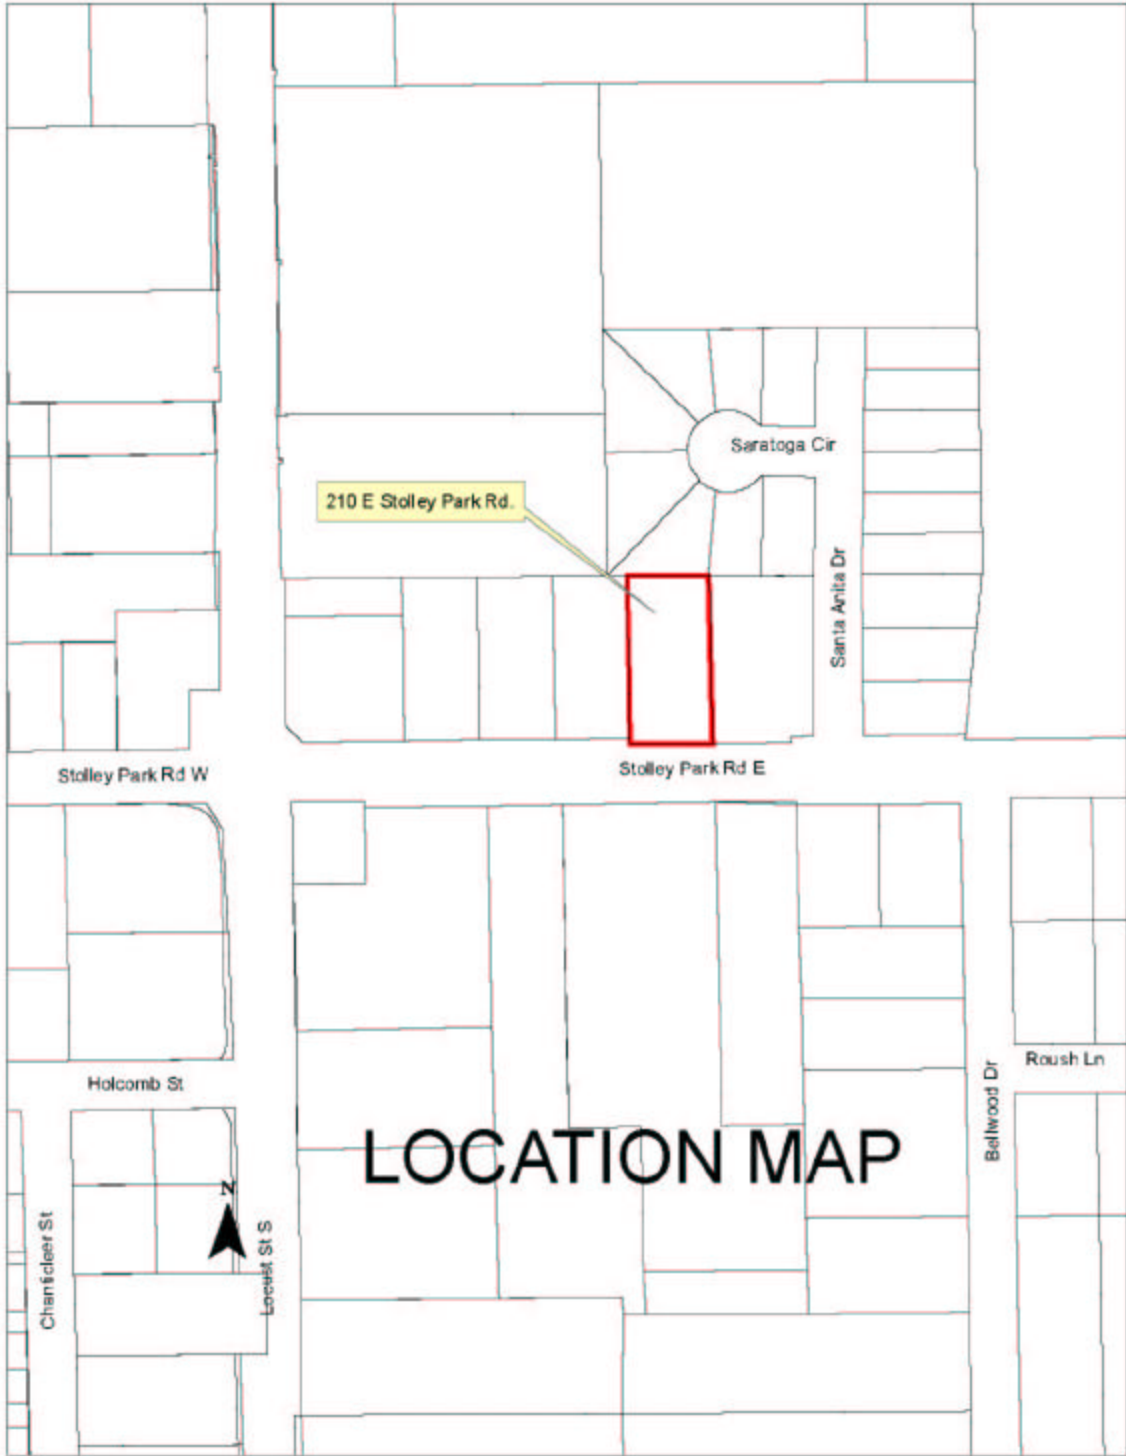 Saratoga Cir
210 E Stolley Park Rd.
Santa Anita Dr
Stolley Park Rd W
Stolley Park Rd E
Holcomb St
Roush Ln
Bellwood Dr
LOCATION MAP
N
Chanticleer St
Locust St S